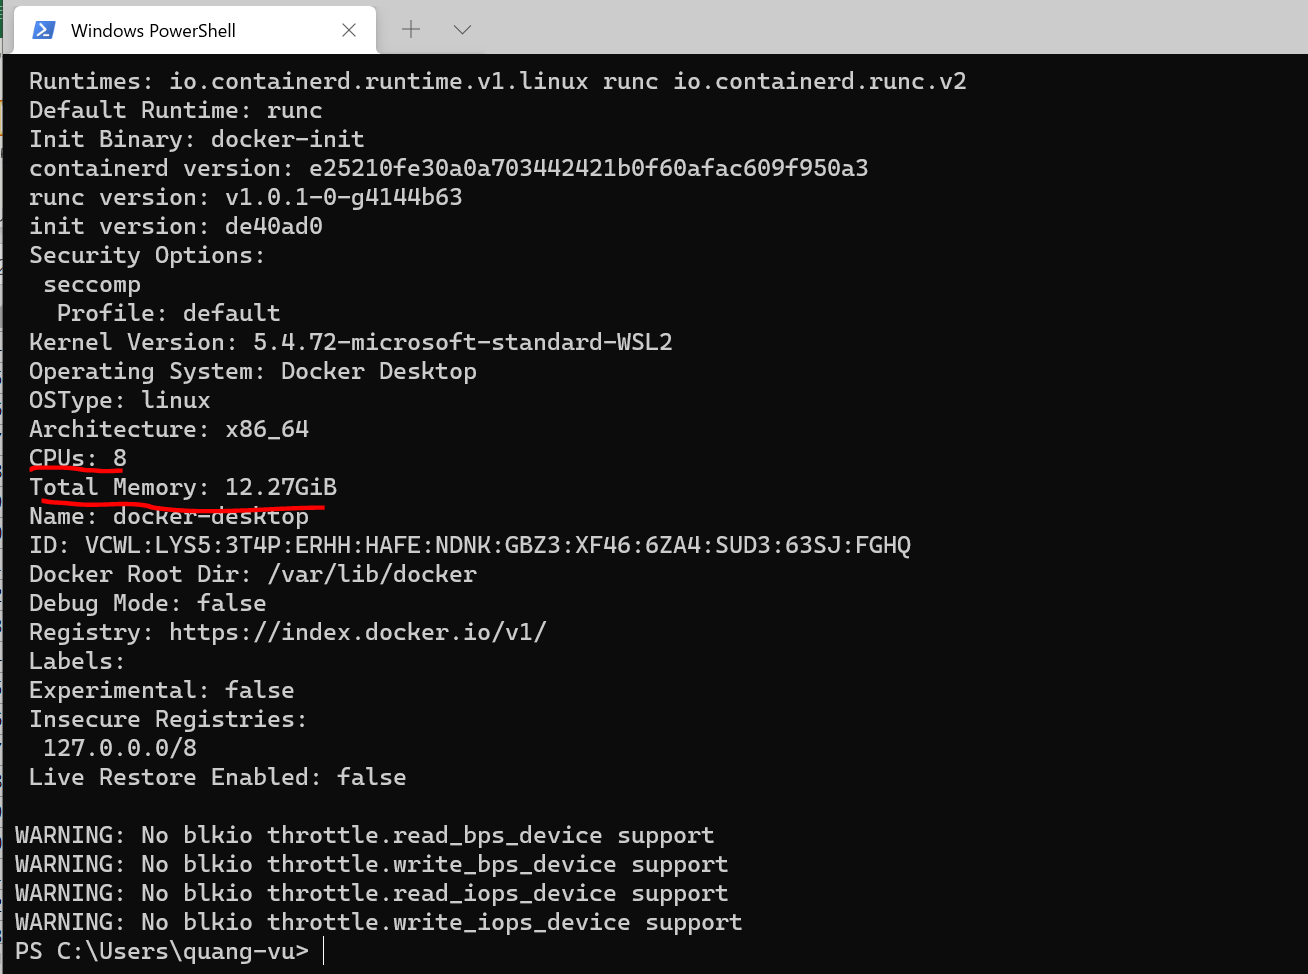 Windows PowerShell
Runtimes: io.containerd.runtime.v1.linux runc io.containerd.runc.v2
Default Runtime: runc
Init Binary: docker-init
containerd version: e25210fe30a0a703442421b0f60afac609f950a3
runc version: v1.0.1-0-g4144b63
init version: de40ad0
Security Options:
seccomp
Profile: default
Kernel Version: 5.4.72-microsoft-standard-WSL2
Operating System: Docker Desktop
OSType: linux
Architecture: x86_64
CPUs: 8
Total Memory: 12.27GiB
Name: docker-desktop
ID: VCWL:LYS5:3T4P:ERHH:HAFE:NDNK:GBZ3:XF46:6ZA4:SUD3:63SJ:FGHQ
Docker Root Dir: /var/lib/docker
Debug Mode: false
Registry: https://index.docker.io/v1/
Labels:
Experimental: false
Insecure Registries:
127.0.0.0/8
Live Restore Enabled: false
WARNING: No blkio throttle.read_bps_device support
WARNING: No blkio throttle.write_bps_device support
WARNING: No blkio throttle.read_iops_device support
WARNING: No blkio throttle.write_iops_device support
PS C:\Users\quang-vu>